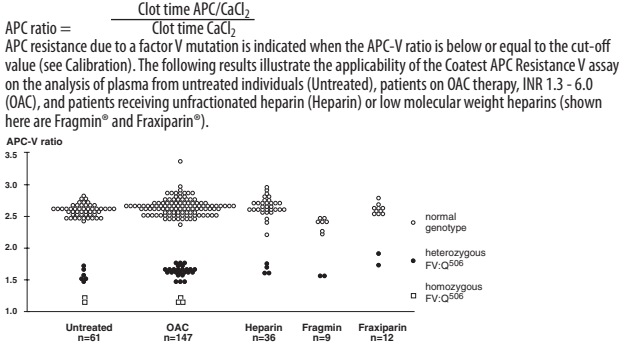 Clot time APC/CaCl2
APC ratio =
Clot time CaCl2
APC resistance due to a factor V mutation is indicated when the APC-V ratio is below or equal to the cut-off
value (see Calibration). The following results illustrate the applicability of the Coatest APC Resistance V assay
on the analysis of plasma from untreated individuals (Untreated), patients on OAC therapy, INR 1.3 - 6.0
(OAC), and patients receiving unfractionated heparin (Heparin) or low molecular weight heparins (shown
here are Fragmin® and Fraxiparin®).
APC-V ratio
3.5
3.0
2.5
2.0
1.5
1.0
normal
genotype
heterozygous
FV:Q506
homozygous
FV:Q506
Untreated OAC Heparin Fragmin Fraxiparin
n=61 n=147 n=36 n=9 n=12